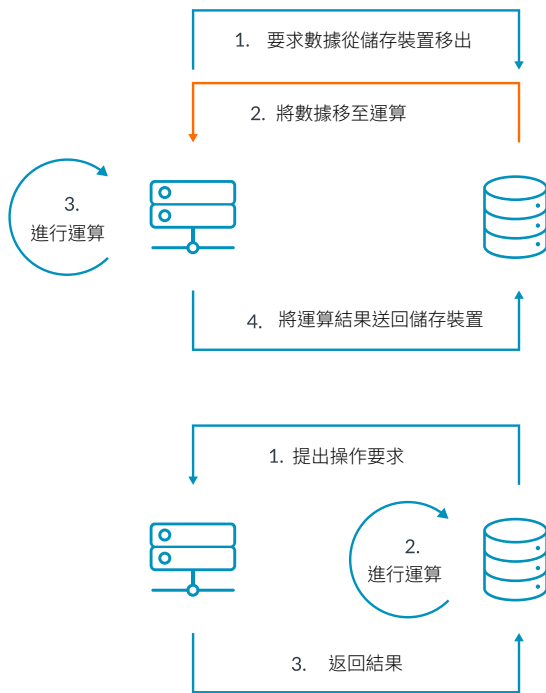 1. 要求數據從儲存裝置移出
2. 將數據移至運算
3.
進行運算
4. 將運算結果送回儲存裝置
1. 提出操作要求
2.
進行運算
3. 返回結果